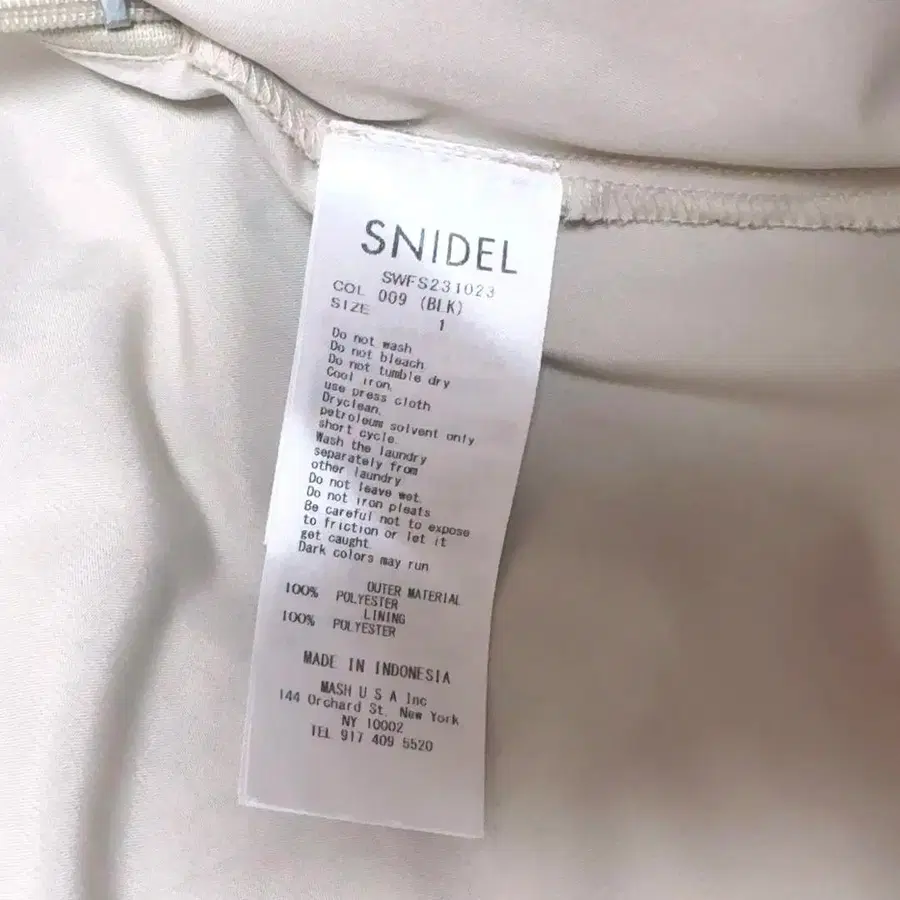 SNIDEL
SWFS231023
COL 009 (BLK)
SIZE 1
Do not wash
Do not bleach
Do not tumble dry
Cool iron.
use press cloth
Dryclean.
petroleum solvent only
short cycle.
Wash the laundry
separately from
other laundry
Do not leave wet.
Do not iron pleats
Be careful not to expose
to friction or let it
get caught.
Dark colors may run
OUTER MATERIAL
100% POLYESTER
LINING
100% POLYESTER
MADE IN INDONESIA
MASH U S A Inc
144 Orchard St. New York
NY 10002
TEL 917 409 5520